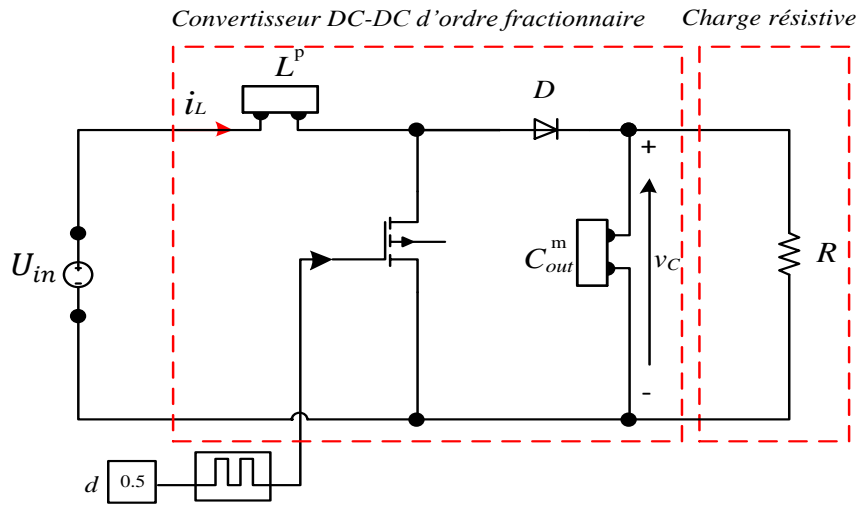 Convertisseur DC-DC d'ordre fractionnaire
Charge résistive
L^p
i_L
D
+
U_in
+
-
C_out^m
v_C
R
-
d
0.5